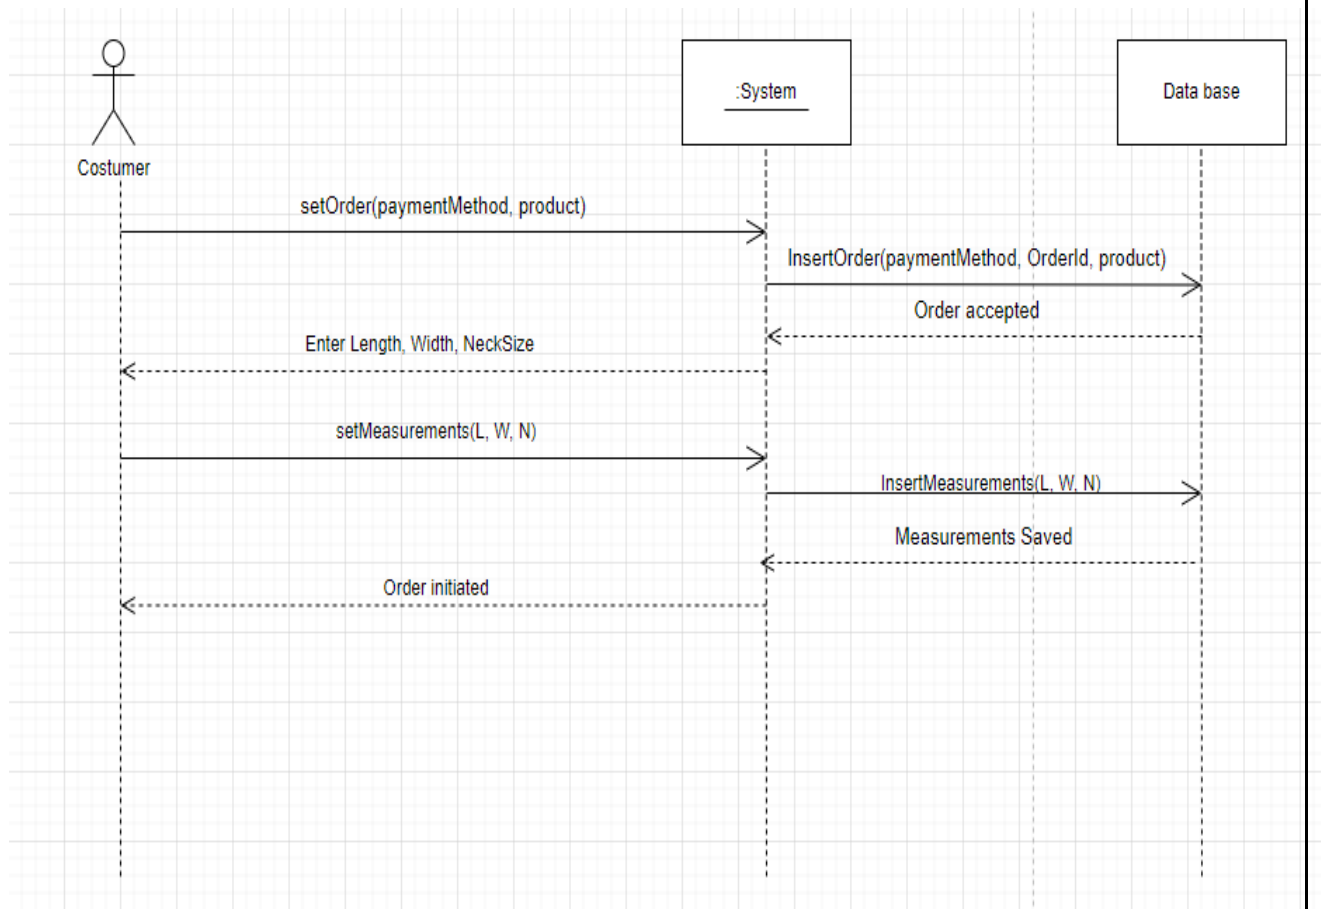 :System
Data base
Costumer
setOrder(paymentMethod, product)
InsertOrder(paymentMethod, OrderId, product)
Order accepted
Enter Length, Width, NeckSize
setMeasurements(L, W, N)
InsertMeasurements(L, W, N)
Measurements Saved
Order initiated